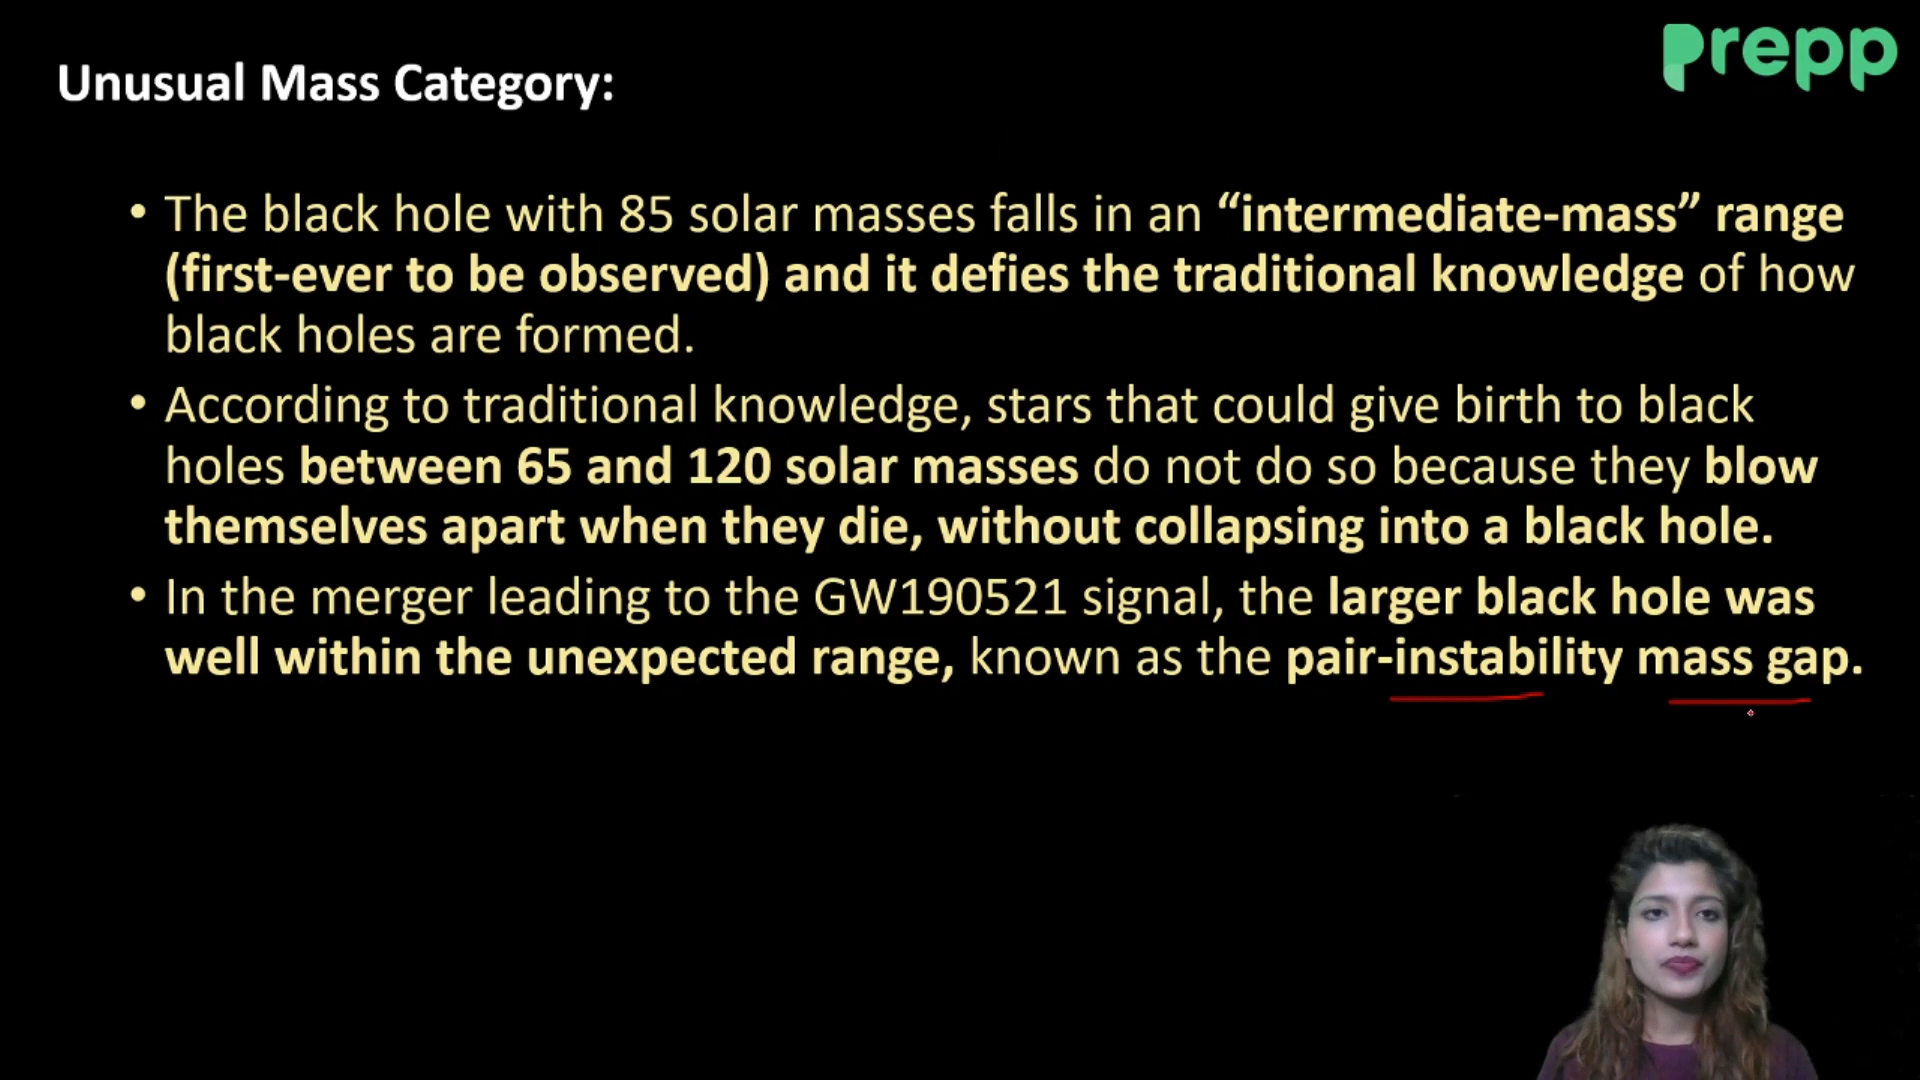 prepp
Unusual Mass Category:
• The black hole with 85 solar masses falls in an “intermediate-mass” range
(first-ever to be observed) and it defies the traditional knowledge of how
black holes are formed.
• According to traditional knowledge, stars that could give birth to black
holes between 65 and 120 solar masses do not do so because they blow
themselves apart when they die, without collapsing into a black hole.
• In the merger leading to the GW190521 signal, the larger black hole was
well within the unexpected range, known as the pair-instability mass gap.